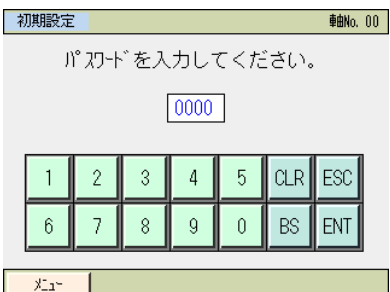 初期設定 軸No. 00
ﾊﾟｽﾜｰﾄﾞを入力してください。
0000
1 2 3 4 5 CLR ESC
6 7 8 9 0 BS ENT
ﾒﾆｭｰ